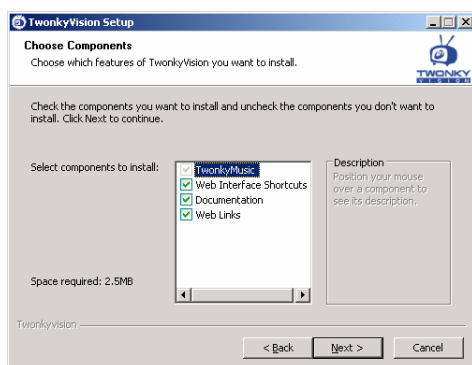 TwonkyVision Setup
Choose Components
Choose which features of TwonkyVision you want to install.
TWONKY
VISION
Check the components you want to install and uncheck the components you don't want to
install. Click Next to continue.
Select components to install:
TwonkyMusic
Web Interface Shortcuts
Documentation
Web Links
Description
Position your mouse
over a component to
see its description.
Space required: 2.5MB
Twonkyvision
< Back
Next >
Cancel